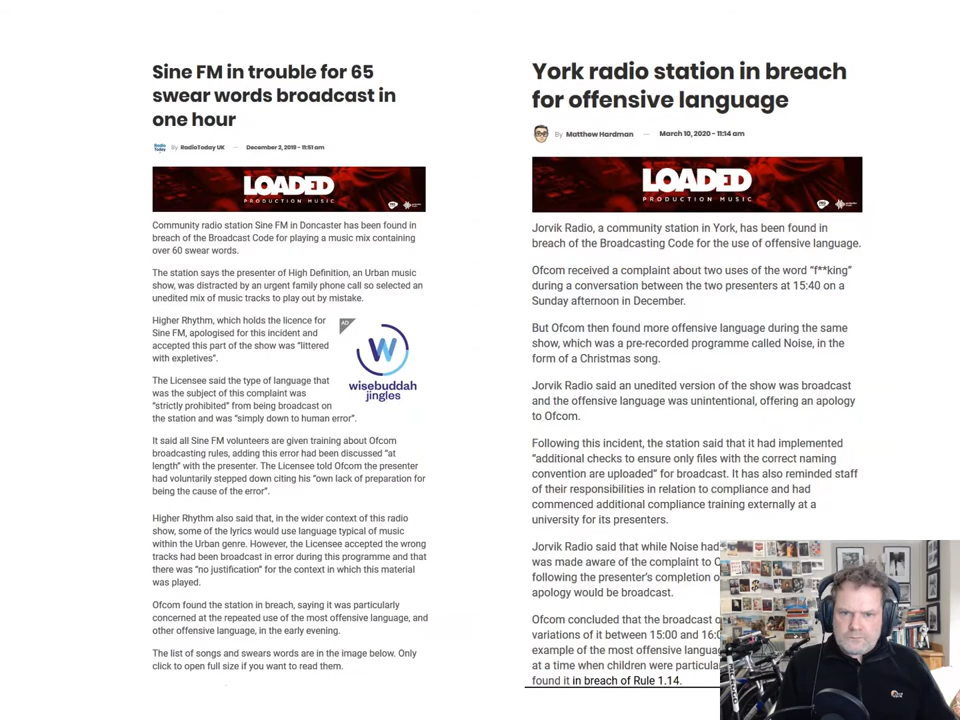 Sine FM in trouble for 65
swear words broadcast in
one hour
By RadioToday UK — December 2, 2019 - 11:51 am
LOADED
PRODUCTION MUSIC
Community radio station Sine FM in Doncaster has been found in
breach of the Broadcast Code for playing a music mix containing
over 60 swear words.
The station says the presenter of High Definition, an Urban music
show, was distracted by an urgent family phone call so selected an
unedited mix of music tracks to play out by mistake.
Higher Rhythm, which holds the licence for
Sine FM, apologised for this incident and
accepted this part of the show was “littered
with expletives”.
AD
W
wisebuddah
jingles
The Licensee said the type of language that
was the subject of this complaint was
“strictly prohibited” from being broadcast on
the station and was “simply down to human error”.
It said all Sine FM volunteers are given training about Ofcom
broadcasting rules, adding this error had been discussed “at
length” with the presenter. The Licensee told Ofcom the presenter
had voluntarily stepped down citing his “own lack of preparation for
being the cause of the error”.
Higher Rhythm also said that, in the wider context of this radio
show, some of the lyrics would use language typical of music
within the Urban genre. However, the Licensee accepted the wrong
tracks had been broadcast in error during this programme and that
there was “no justification” for the context in which this material
was played.
Ofcom found the station in breach, saying it was particularly
concerned at the repeated use of the most offensive language, and
other offensive language, in the early evening.
The list of songs and swears words are in the image below. Only
click to open full size if you want to read them.
York radio station in breach
for offensive language
By Matthew Hardman — March 10, 2020 - 11:14 am
LOADED
PRODUCTION MUSIC
Jorvik Radio, a community station in York, has been found in
breach of the Broadcasting Code for the use of offensive language.
Ofcom received a complaint about two uses of the word “f**king”
during a conversation between the two presenters at 15:40 on a
Sunday afternoon in December.
But Ofcom then found more offensive language during the same
show, which was a pre-recorded programme called Noise, in the
form of a Christmas song.
Jorvik Radio said an unedited version of the show was broadcast
and the offensive language was unintentional, offering an apology
to Ofcom.
Following this incident, the station said that it had implemented
“additional checks to ensure only files with the correct naming
convention are uploaded” for broadcast. It has also reminded staff
of their responsibilities in relation to compliance and had
commenced additional compliance training externally at a
university for its presenters.
Jorvik Radio said that while Noise had
was made aware of the complaint to
following the presenter’s completion o
apology would be broadcast.
Ofcom concluded that the broadcast o
variations of it between 15:00 and 16:0
example of the most offensive langua
at a time when children were particula
found it in breach of Rule 1.14.